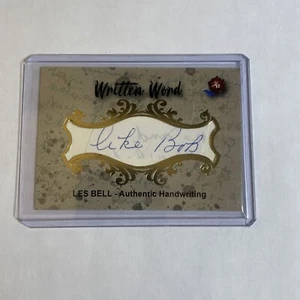 Written Word
like Bob
LES BELL - Authentic Handwriting